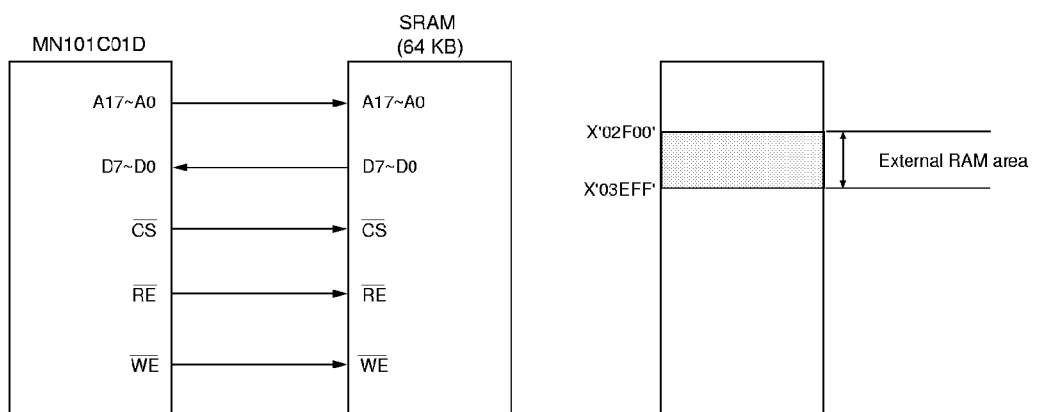 MN101C01D
SRAM
(64 KB)
A17~A0
A17~A0
D7~D0
D7~D0
CS
CS
RE
RE
WE
WE
X'02F00'
X'03EFF'
External RAM area